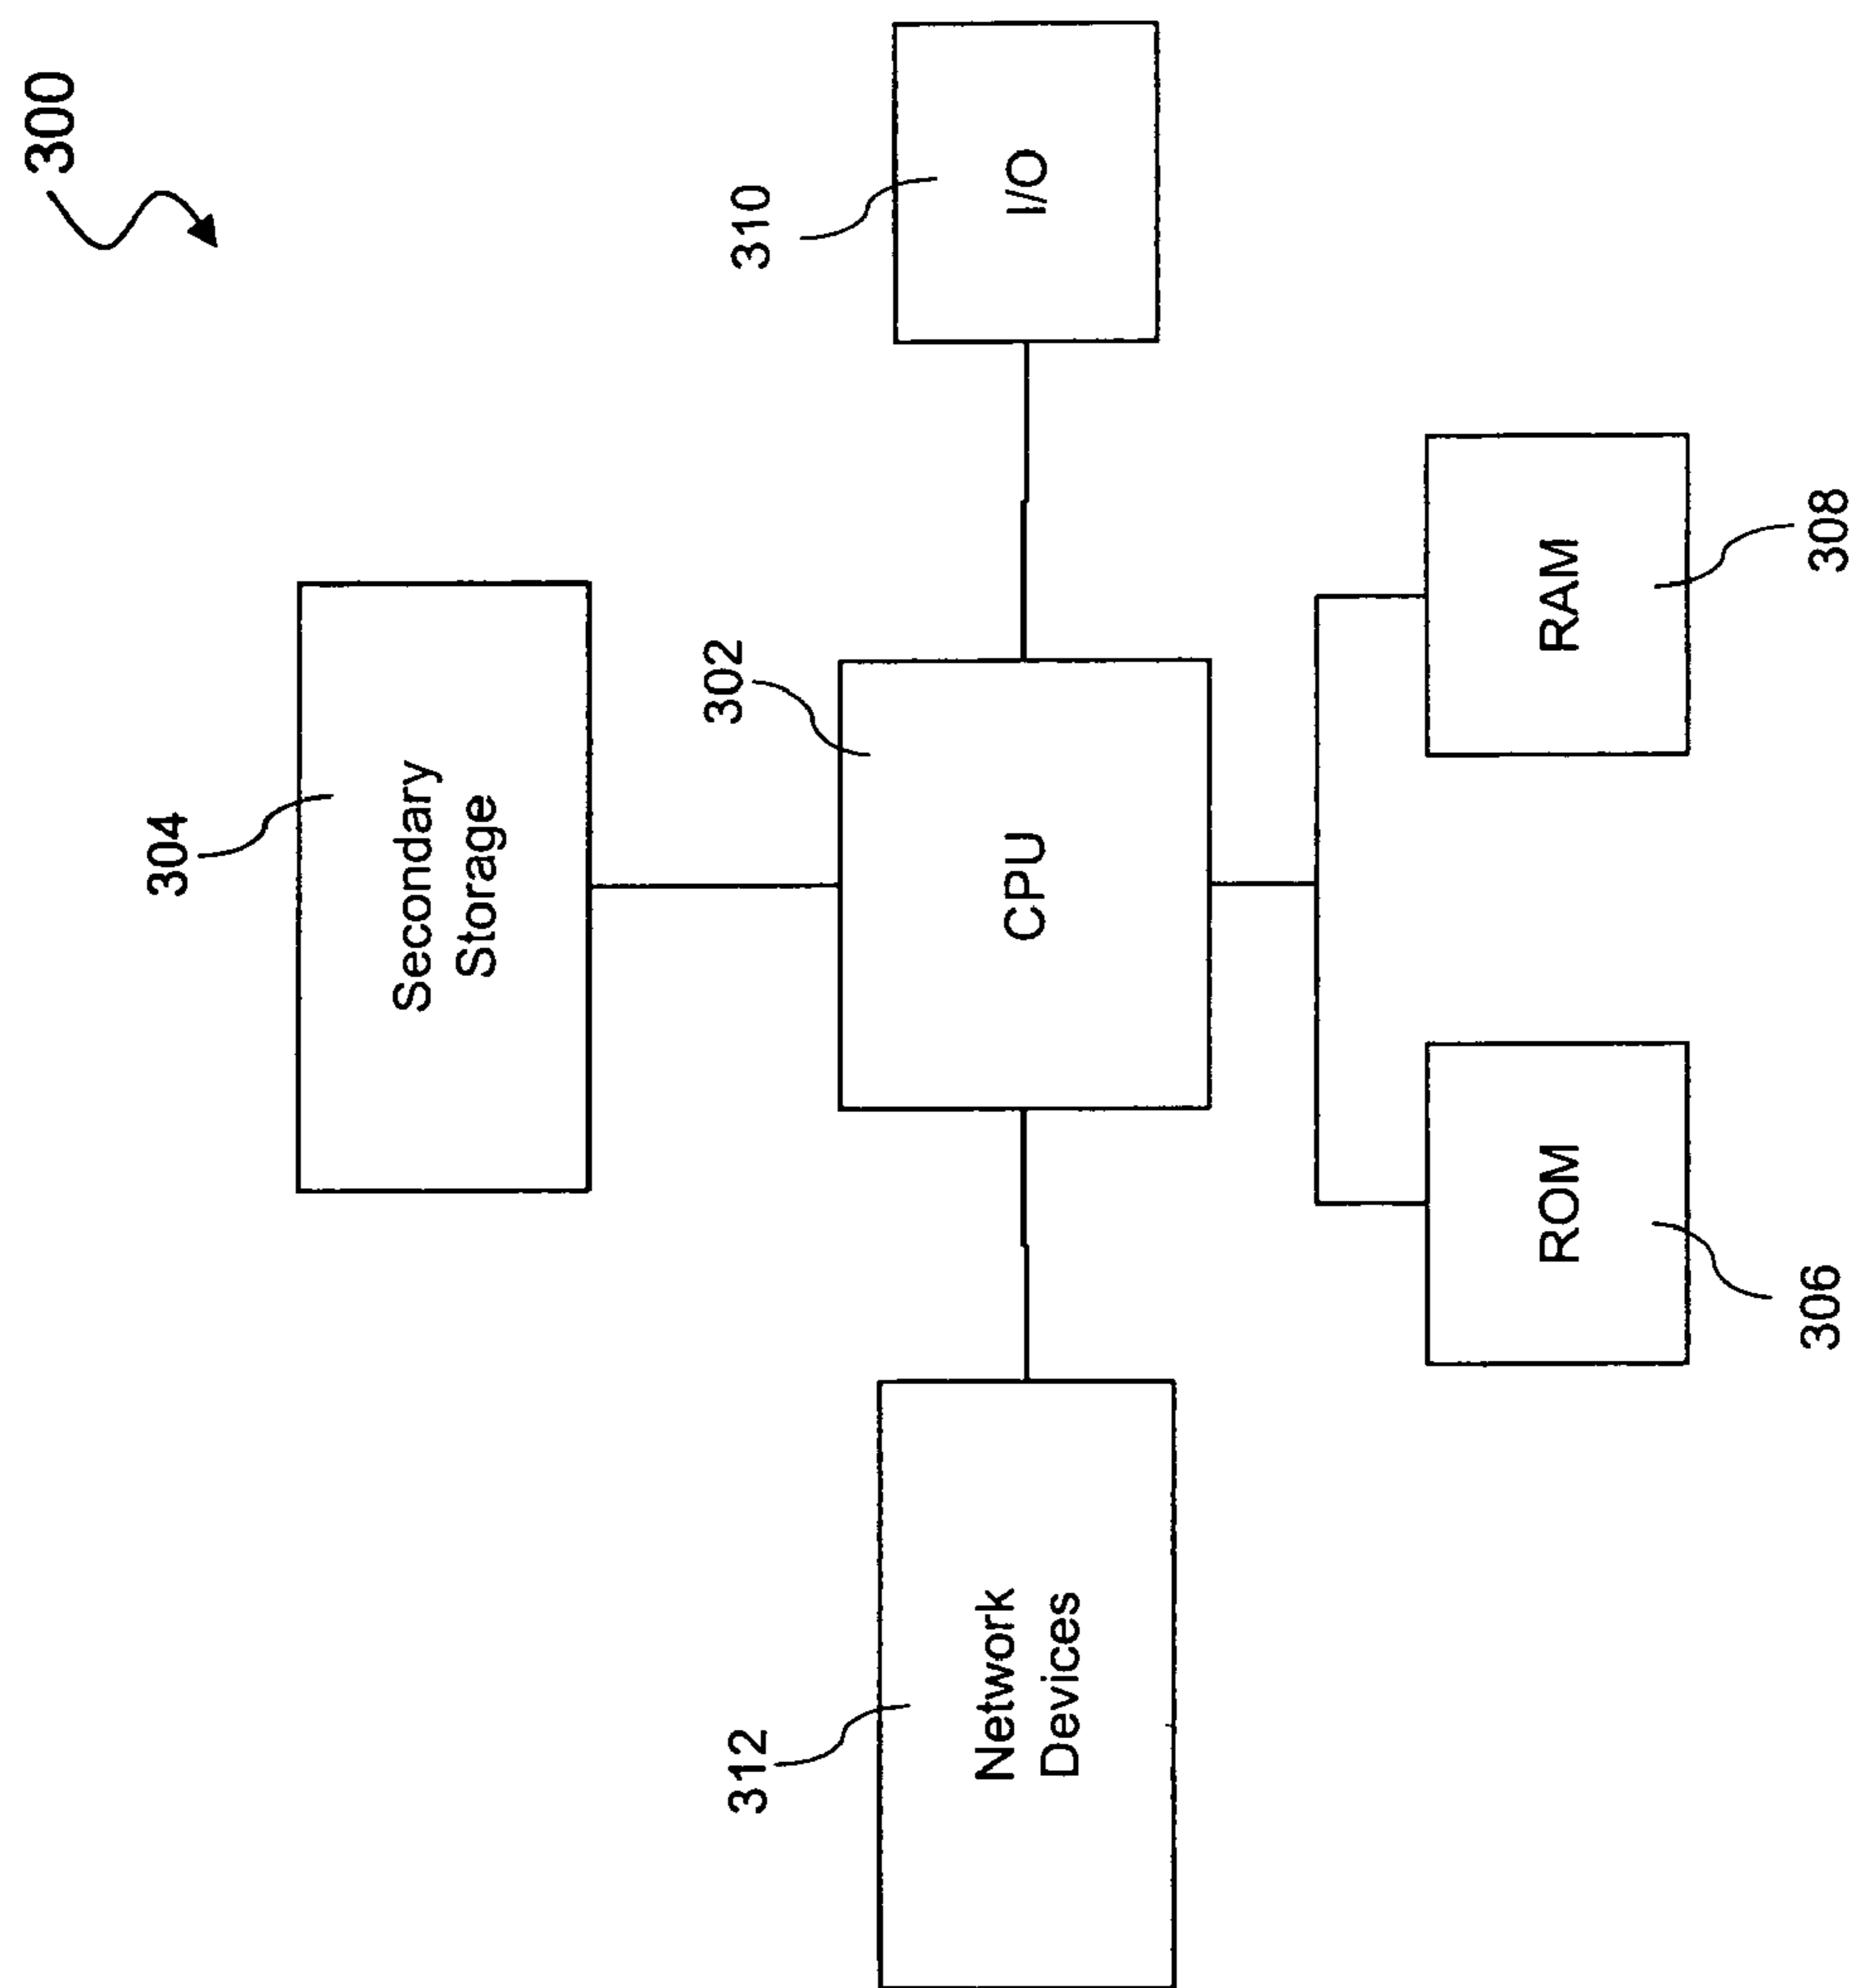 300
304
Secondary
Storage
312
Network
Devices
302
CPU
310
I/O
ROM
306
RAM
308